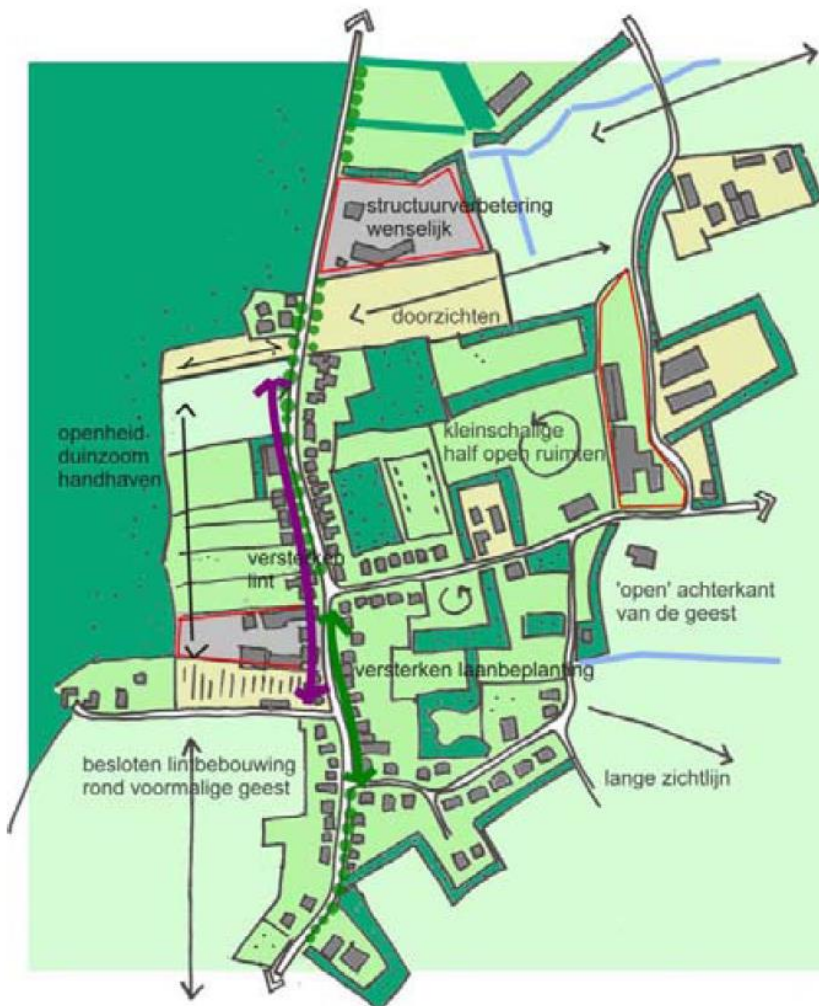 structuurverbetering
wenselijk
doorzichten
openheid-
duinzoom
handhaven
kleinschalige
half open ruimten
versterken
lint
'open' achterkant
van de geest
versterken laanbeplanting
besloten lintbebouwing
rond voormalige geest
lange zichtlijn